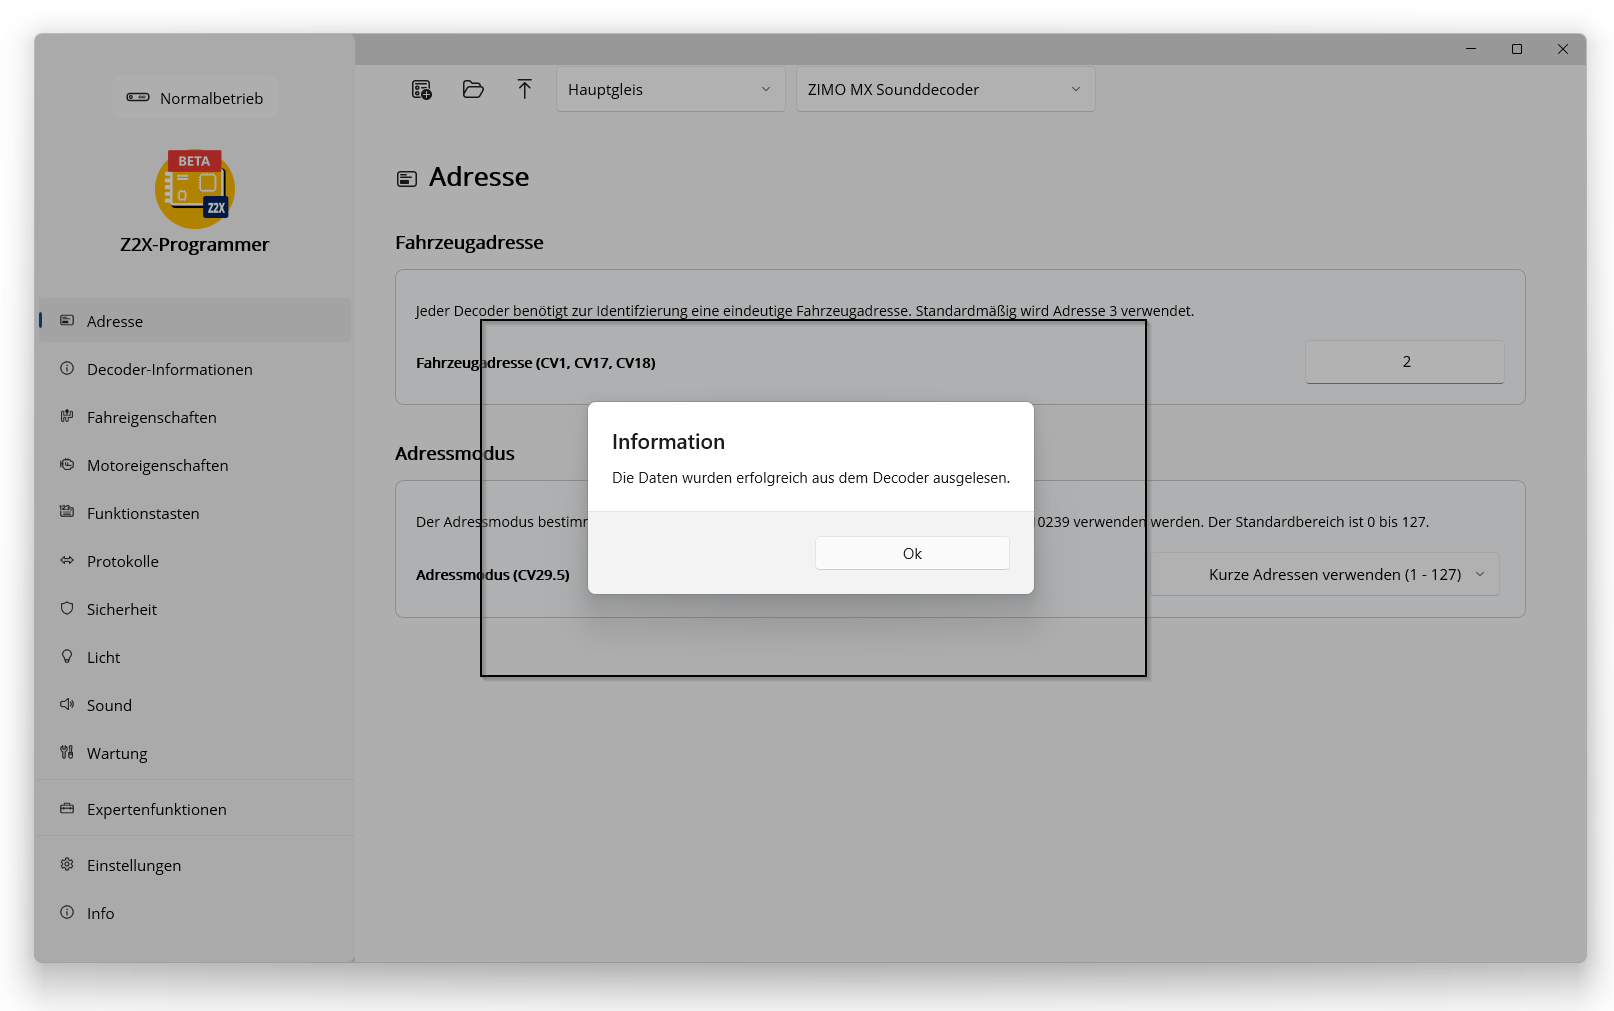 Normalbetrieb
BETA
Z2X
Z2X-Programmer
Adresse
Decoder-Informationen
Fahreigenschaften
Motoreigenschaften
Funktionstasten
Protokolle
Sicherheit
Licht
Sound
Wartung
Expertenfunktionen
Einstellungen
Info
Hauptgleis
ZIMO MX Sounddecoder
Adresse
Fahrzeugadresse
Jeder Decoder benötigt zur Identifzierung eine eindeutige Fahrzeugadresse. Standardmäßig wird Adresse 3 verwendet.
Fahrzeugadresse (CV1, CV17, CV18)
2
Adressmodus
Der Adressmodus 10239 verwenden werden. Der Standardbereich ist 0 bis 127.
Adressmodus (CV29.5)
Kurze Adressen verwenden (1 - 127)
Information
Die Daten wurden erfolgreich aus dem Decoder ausgelesen.
Ok